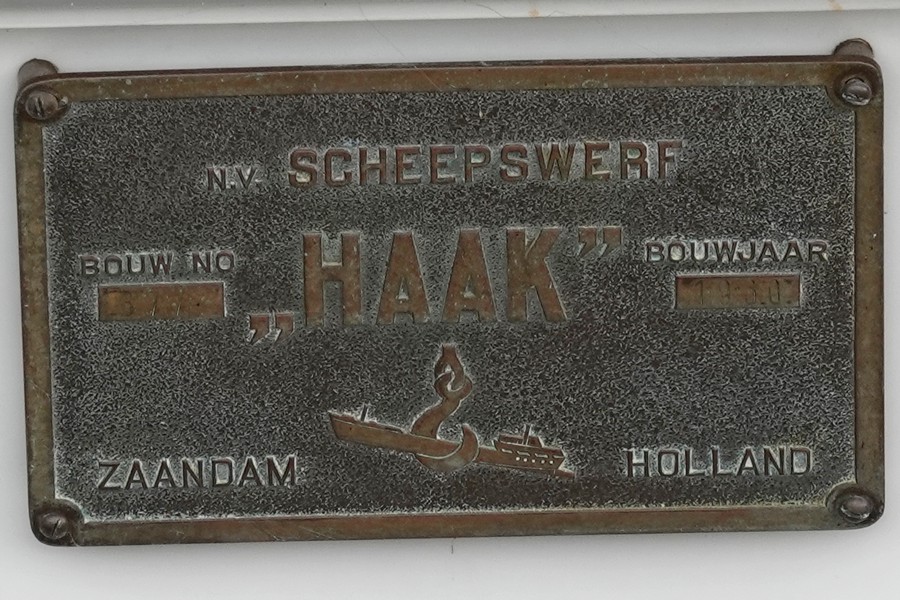 N.V. SCHEEPSWERF
„HAAK”
BOUW NO
BOUWJAAR
ZAANDAM
HOLLAND